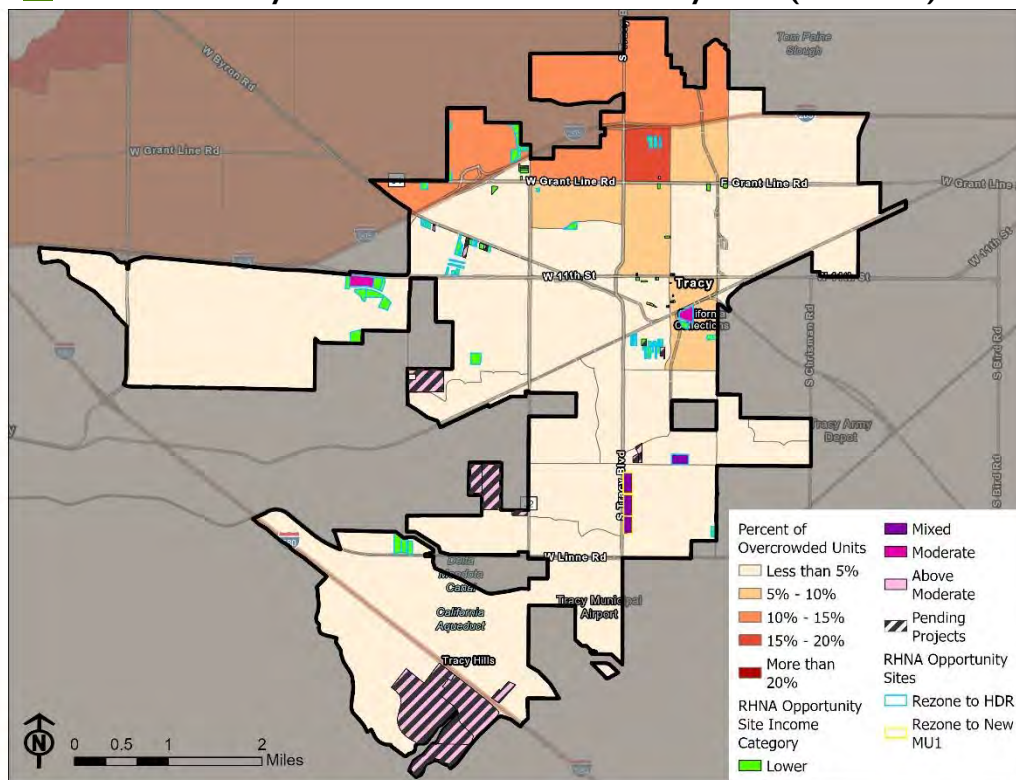 Tom Paine
Slough
W Byron Rd
W Grant Line Rd
W Grant Line Rd
E Grant Line Rd
W Grant Line
W 11th St
W 11th St
Tracy
S Chrisman Rd
S Bird Rd
S Bird Rd
Tracy Army
Depot
S Tracy Blvd
W Linne Rd
Delta
Mendota
Canal
California
Aqueduct
Tracy Municipal
Airport
Tracy Hills
N
0 0.5 1 2
Miles
Percent of
Overcrowded Units
Less than 5%
5% - 10%
10% - 15%
15% - 20%
More than
20%
RHNA Opportunity
Site Income
Category
Lower
Mixed
Moderate
Above
Moderate
Pending
Projects
RHNA Opportunity
Sites
Rezone to HDR
Rezone to New
MU1